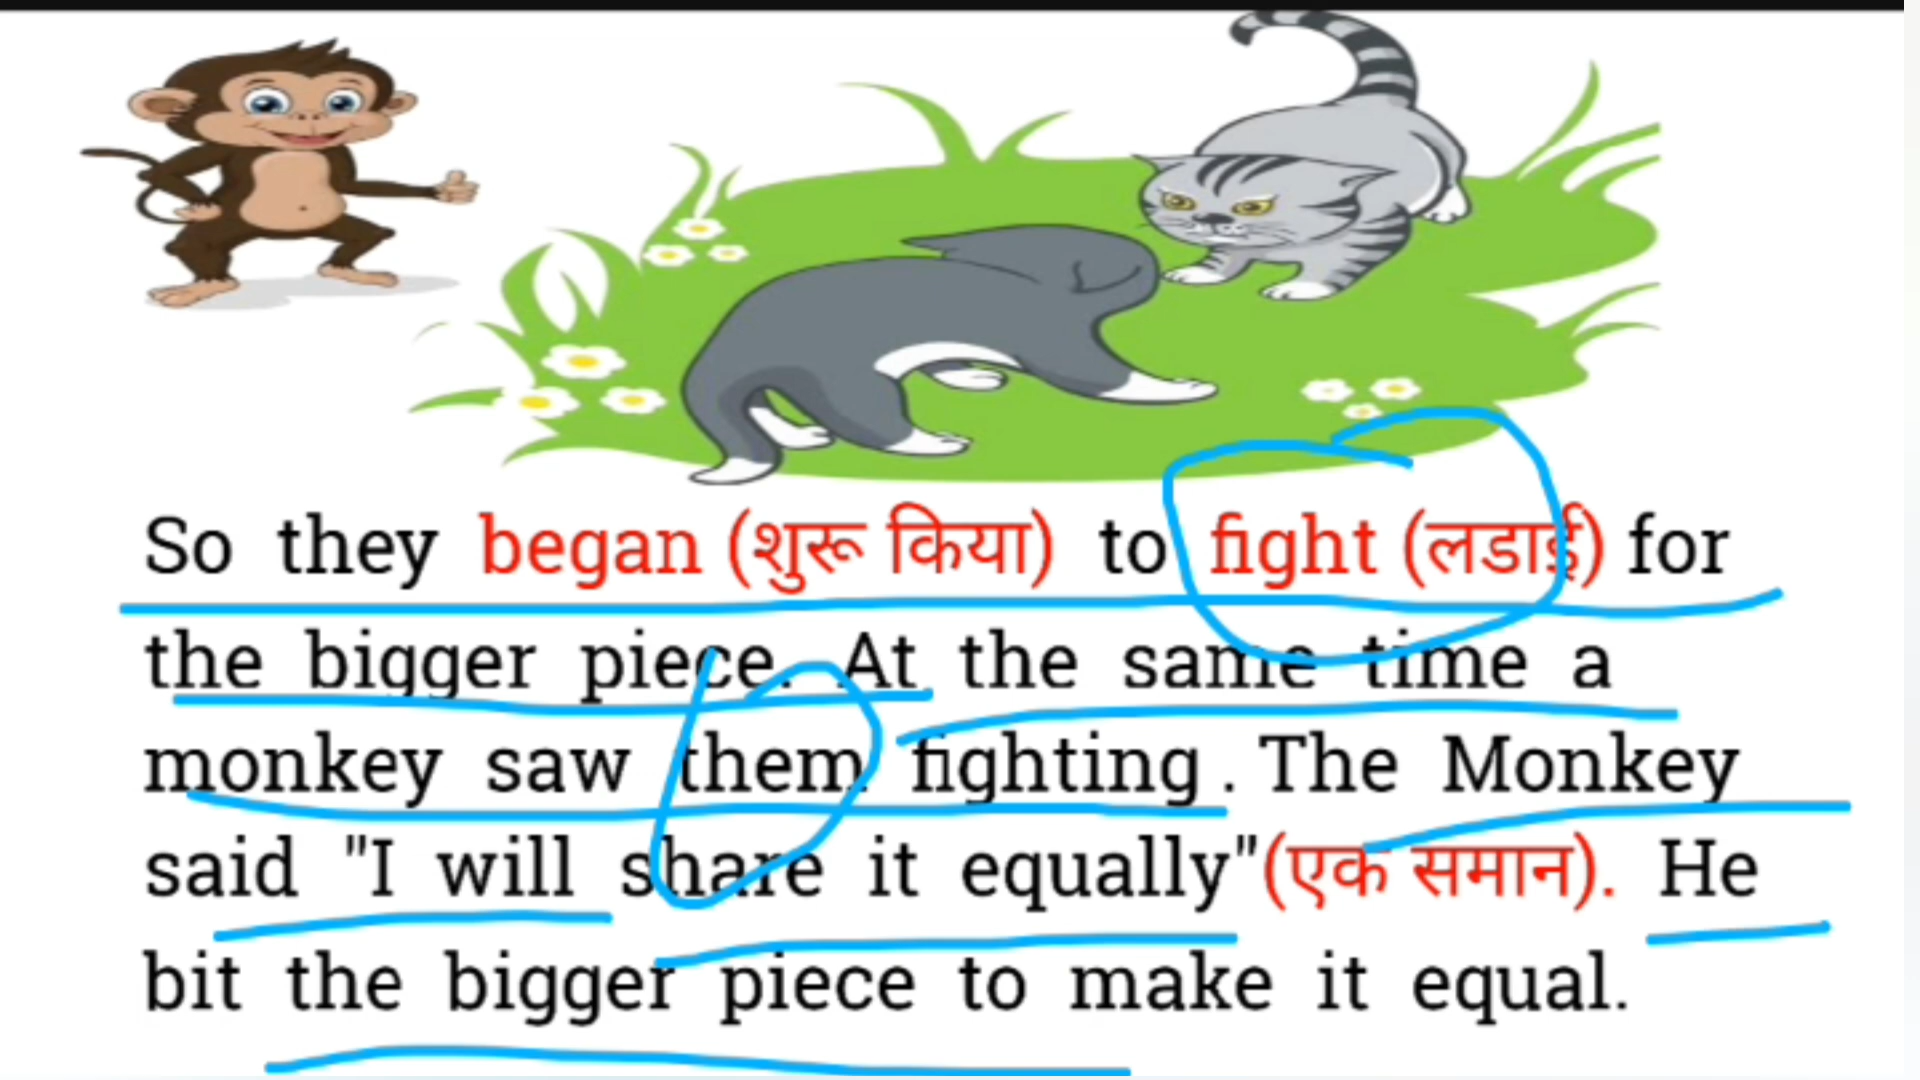 So they began (शुरू किया) to fight (लडाई) for
the bigger piece. At the same time a
monkey saw them fighting . The Monkey
said "I will share it equally"(एक समान). He
bit the bigger piece to make it equal.